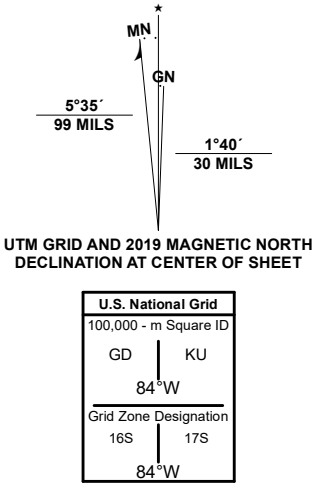 ★
MN
GN
5°35´
99 MILS
1°40´
30 MILS
UTM GRID AND 2019 MAGNETIC NORTH
DECLINATION AT CENTER OF SHEET
U.S. National Grid
100,000 - m Square ID
GD KU
84°W
Grid Zone Designation
16S 17S
84°W